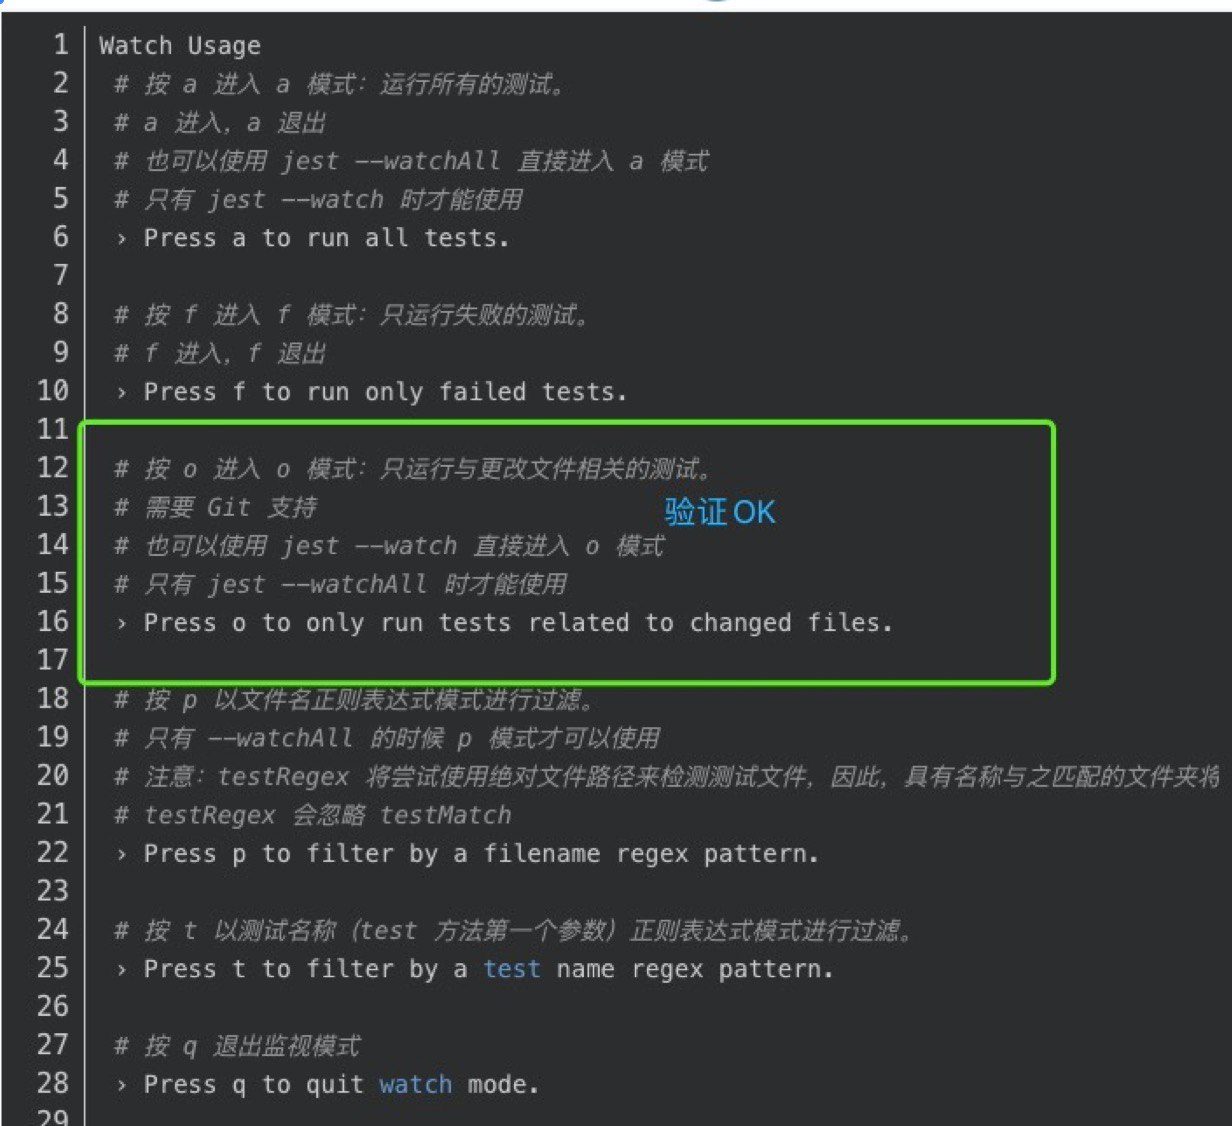 1 Watch Usage
2 # 按 a 进入 a 模式：运行所有的测试。
3 # a 进入，a 退出
4 # 也可以使用 jest --watchAll 直接进入 a 模式
5 # 只有 jest --watch 时才能使用
6 › Press a to run all tests.
7
8 # 按 f 进入 f 模式：只运行失败的测试。
9 # f 进入，f 退出
10 › Press f to run only failed tests.
11
12 # 按 o 进入 o 模式：只运行与更改文件相关的测试。
13 # 需要 Git 支持 验证OK
14 # 也可以使用 jest --watch 直接进入 o 模式
15 # 只有 jest --watchAll 时才能使用
16 › Press o to only run tests related to changed files.
17
18 # 按 p 以文件名正则表达式模式进行过滤。
19 # 只有 --watchAll 的时候 p 模式才可以使用
20 # 注意：testRegex 将尝试使用绝对文件路径来检测测试文件，因此，具有名称与之匹配的文件夹将
21 # testRegex 会忽略 testMatch
22 › Press p to filter by a filename regex pattern.
23
24 # 按 t 以测试名称（test 方法第一个参数）正则表达式模式进行过滤。
25 › Press t to filter by a test name regex pattern.
26
27 # 按 q 退出监视模式
28 › Press q to quit watch mode.
29